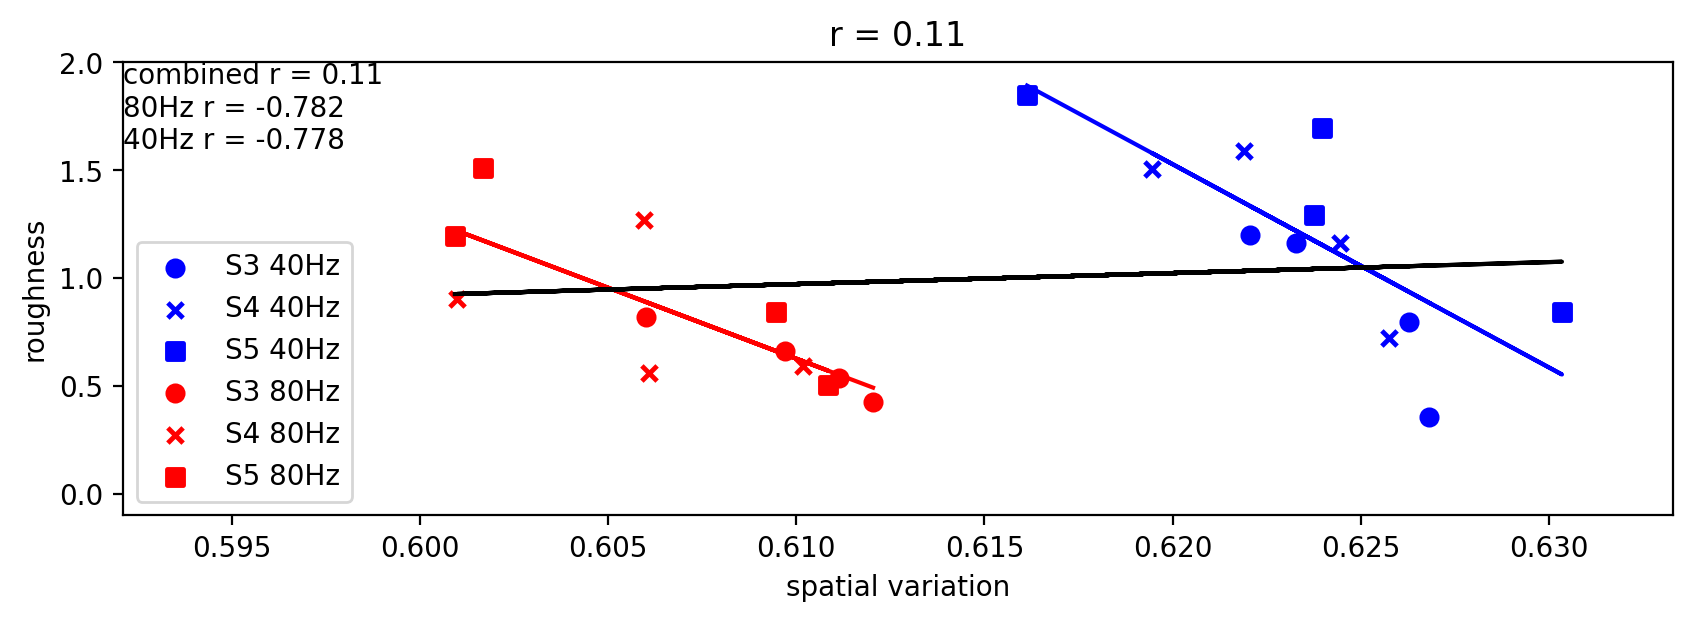 r = 0.11
combined r = 0.11
80Hz r = -0.782
40Hz r = -0.778
2.0
1.5
1.0
0.5
0.0
roughness
S3 40Hz
S4 40Hz
S5 40Hz
S3 80Hz
S4 80Hz
S5 80Hz
0.595 0.600 0.605 0.610 0.615 0.620 0.625 0.630
spatial variation